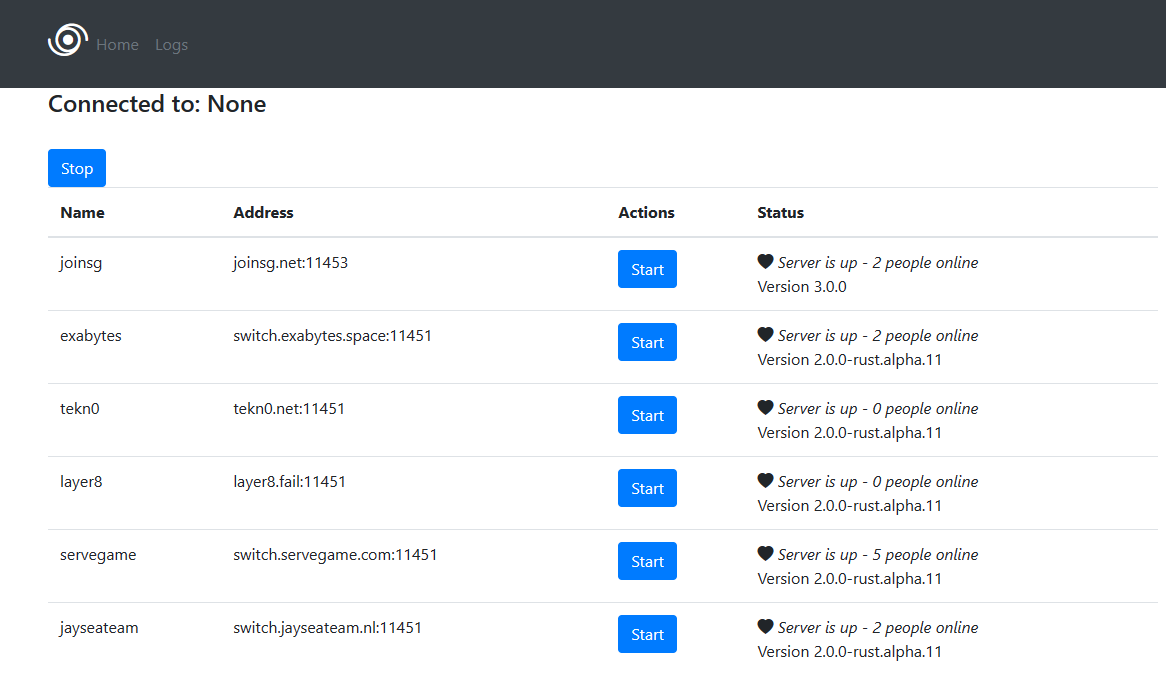 Home Logs
Connected to: None
Stop
Name Address Actions Status
joinsg joinsg.net:11453 Start Server is up - 2 people online
Version 3.0.0
exabytes switch.exabytes.space:11451 Start Server is up - 2 people online
Version 2.0.0-rust.alpha.11
tekn0 tekn0.net:11451 Start Server is up - 0 people online
Version 2.0.0-rust.alpha.11
layer8 layer8.fail:11451 Start Server is up - 0 people online
Version 2.0.0-rust.alpha.11
servegame switch.servegame.com:11451 Start Server is up - 5 people online
Version 2.0.0-rust.alpha.11
jayseateam switch.jayseateam.nl:11451 Start Server is up - 2 people online
Version 2.0.0-rust.alpha.11